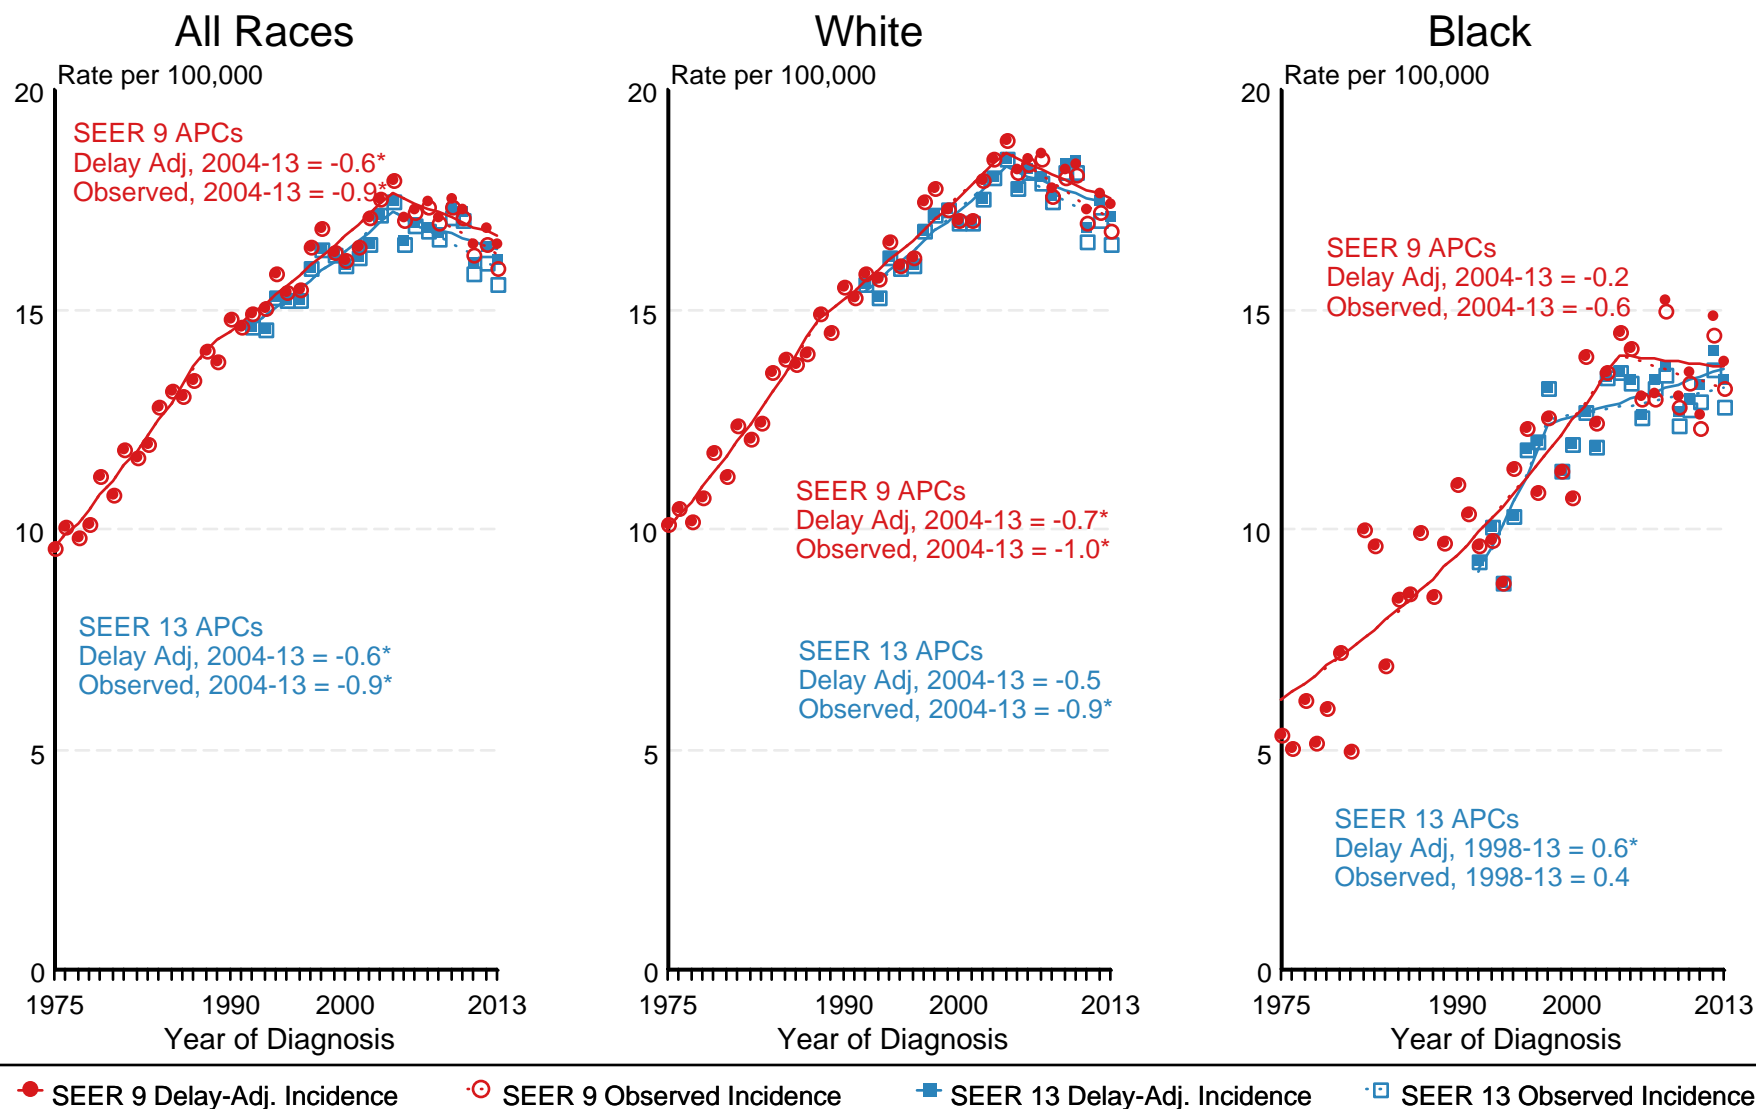 All Races
Rate per 100,000
20
SEER 9 APCs
Delay Adj, 2004-13 = -0.6*
Observed, 2004-13 = -0.9*
15
10
SEER 13 APCs
Delay Adj, 2004-13 = -0.6*
Observed, 2004-13 = -0.9*
5
0
1975 1990 2000 2013
Year of Diagnosis
White
Rate per 100,000
20
15
SEER 9 APCs
Delay Adj, 2004-13 = -0.7*
Observed, 2004-13 = -1.0*
10
SEER 13 APCs
Delay Adj, 2004-13 = -0.5
Observed, 2004-13 = -0.9*
5
0
1975 1990 2000 2013
Year of Diagnosis
Black
Rate per 100,000
20
SEER 9 APCs
Delay Adj, 2004-13 = -0.2
Observed, 2004-13 = -0.6
15
10
5
SEER 13 APCs
Delay Adj, 1998-13 = 0.6*
Observed, 1998-13 = 0.4
0
1975 1990 2000 2013
Year of Diagnosis
SEER 9 Delay-Adj. Incidence
SEER 9 Observed Incidence
SEER 13 Delay-Adj. Incidence
SEER 13 Observed Incidence